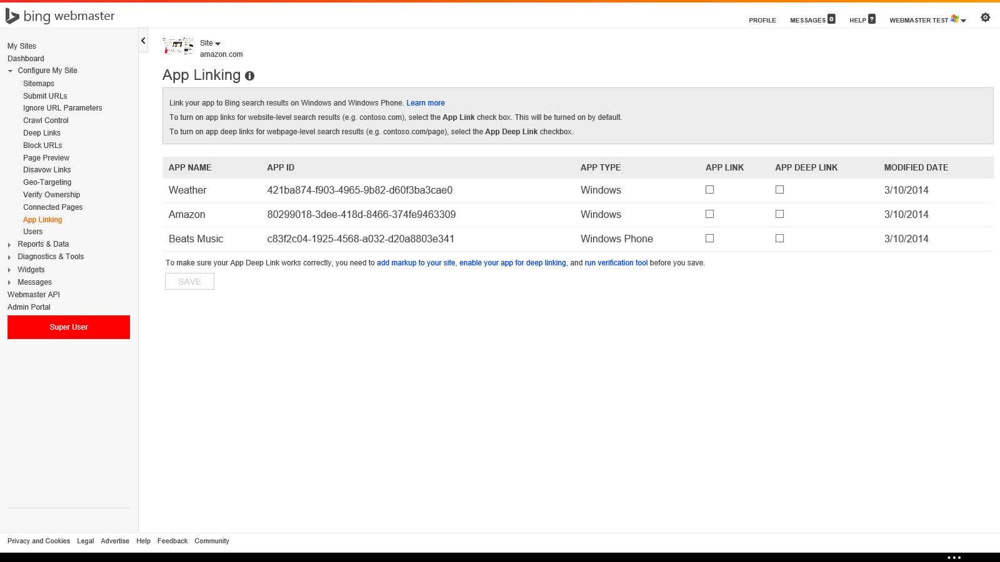 bing webmaster
PROFILE MESSAGES 0 HELP ? WEBMASTER TEST
My Sites
Dashboard
Configure My Site
Sitemaps
Submit URLs
Ignore URL Parameters
Crawl Control
Deep Links
Block URLs
Page Preview
Disavow Links
Geo-Targeting
Verify Ownership
Connected Pages
App Linking
Users
Reports & Data
Diagnostics & Tools
Widgets
Messages
Webmaster API
Admin Portal
Super User
Site
amazon.com
App Linking
Link your app to Bing search results on Windows and Windows Phone. Learn more
To turn on app links for website-level search results (e.g. contoso.com), select the App Link check box. This will be turned on by default.
To turn on app deep links for webpage-level search results (e.g. contoso.com/page), select the App Deep Link checkbox.
APP NAME APP ID APP TYPE APP LINK APP DEEP LINK MODIFIED DATE
Weather 421ba874-f903-4965-9b82-d60f3ba3cae0 Windows 3/10/2014
Amazon 80299018-3dee-418d-8466-374fe9463309 Windows 3/10/2014
Beats Music c83f2c04-1925-4568-a032-d20a8803e341 Windows Phone 3/10/2014
To make sure your App Deep Link works correctly, you need to add markup to your site, enable your app for deep linking, and run verification tool before you save.
SAVE
Privacy and Cookies Legal Advertise Help Feedback Community